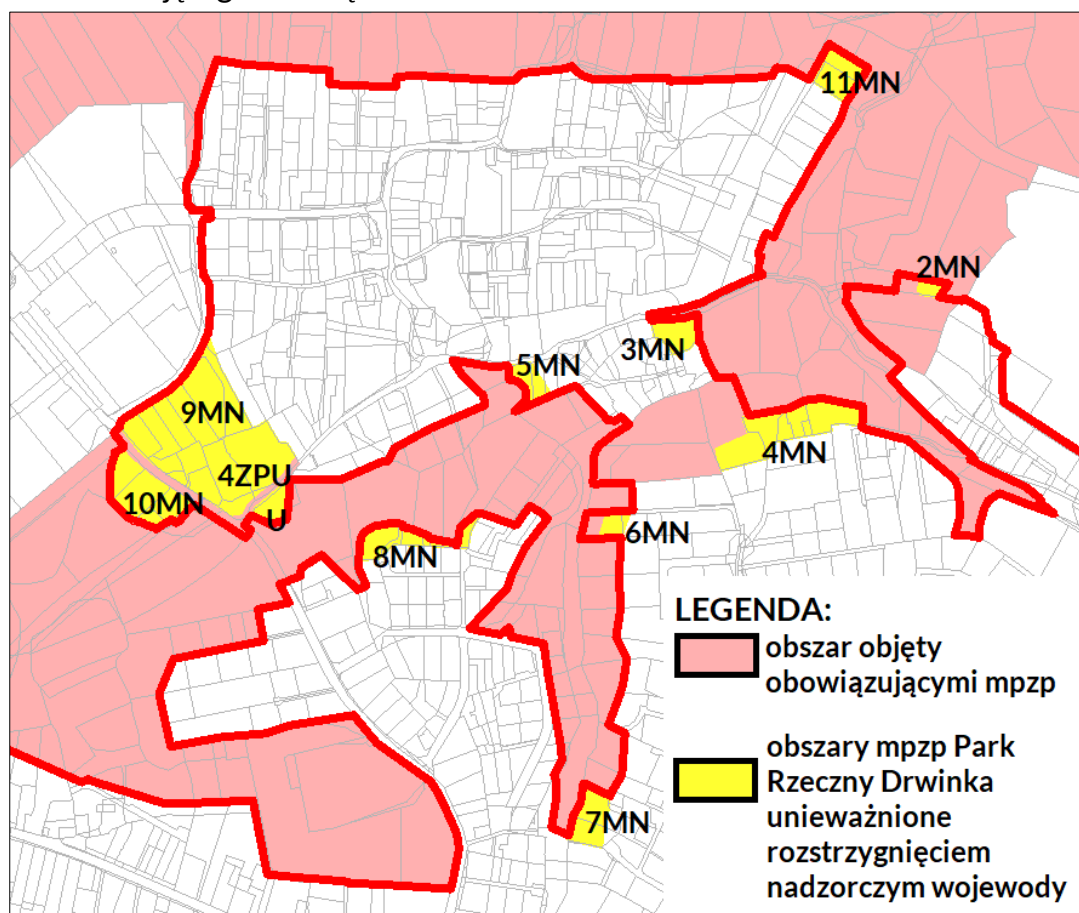 11MN
2MN
3MN
5MN
9MN
4MN
4ZPU
10MN
U
6MN
8MN
LEGENDA:
obszar objęty
obowiązującymi mpzp
obszary mpzp Park
Rzeczny Drwinka
unieważnione
rozstrzygnięciem
nadzorczym wojewody
7MN